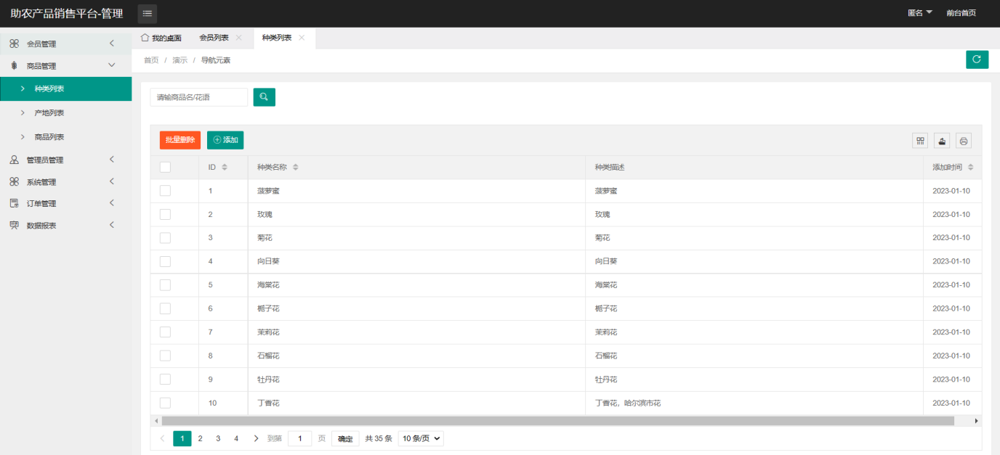 助农产品销售平台-管理
匿名 前台首页
会员管理
商品管理
种类列表
产地列表
商品列表
管理员管理
系统管理
订单管理
数据报表
我的桌面 会员列表 种类列表
首页 / 演示 / 导航元素
请输商品名/花语
批量删除 添加
ID 种类名称 种类描述 添加时间
1 菠萝蜜 菠萝蜜 2023-01-10
2 玫瑰 玫瑰 2023-01-10
3 菊花 菊花 2023-01-10
4 向日葵 向日葵 2023-01-10
5 海棠花 海棠花 2023-01-10
6 栀子花 栀子花 2023-01-10
7 茉莉花 茉莉花 2023-01-10
8 石榴花 石榴花 2023-01-10
9 牡丹花 牡丹花 2023-01-10
10 丁香花 丁香花，哈尔滨市花 2023-01-10
1 2 3 4 到第 1 页 确定 共 35 条 10 条/页